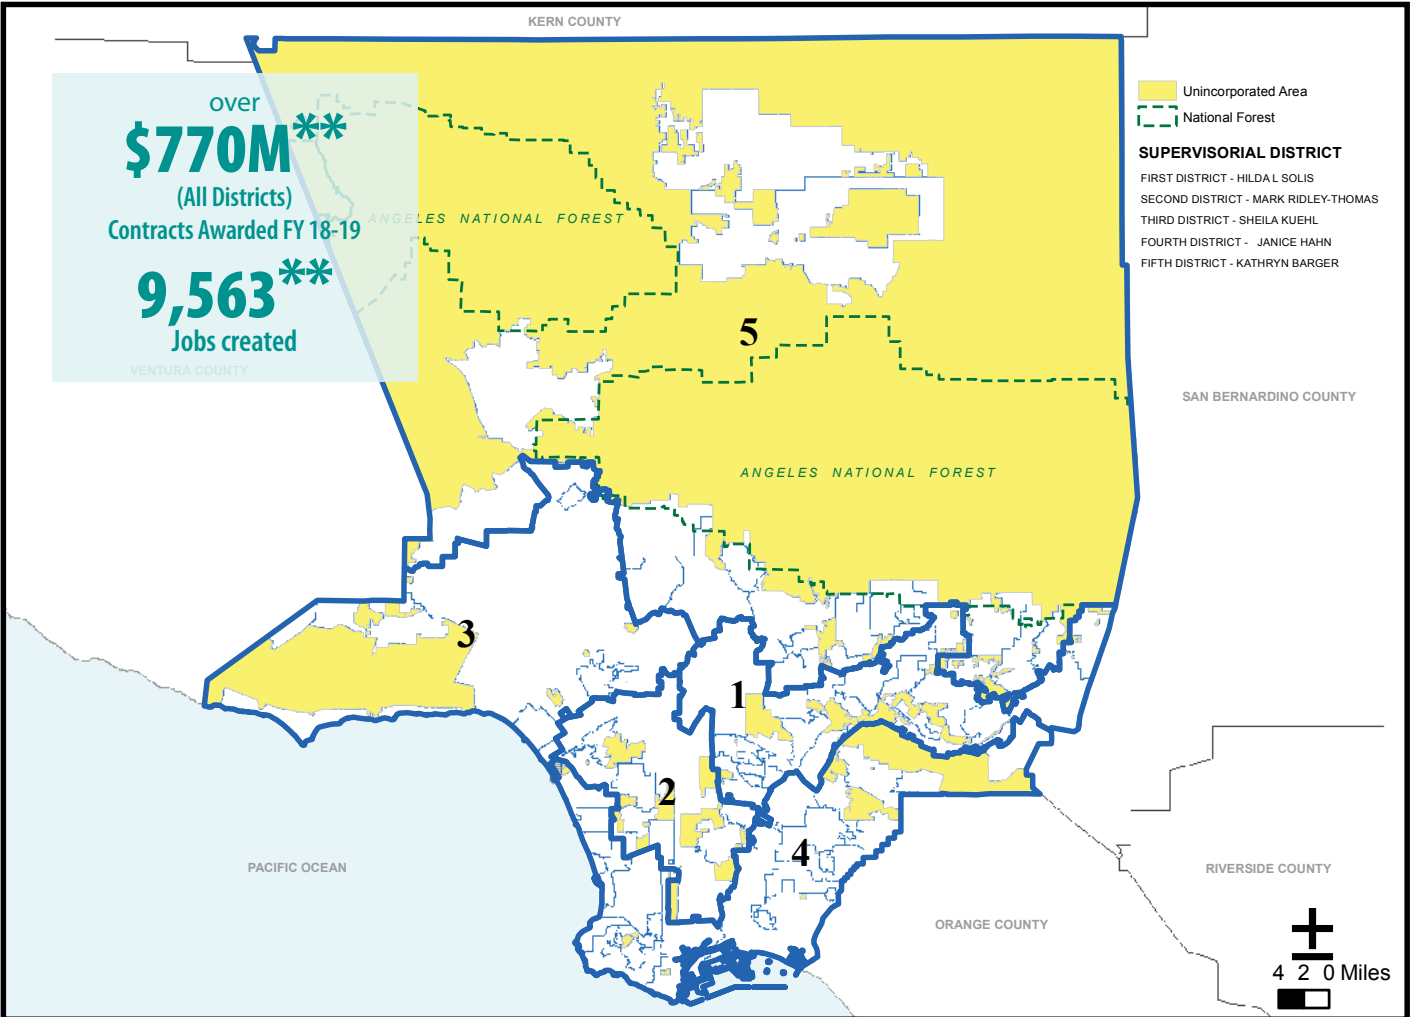 KERN COUNTY
over
$770M**
(All Districts)
Contracts Awarded FY 18-19
9,563**
Jobs created
VENTURA COUNTY
Unincorporated Area
National Forest
SUPERVISORIAL DISTRICT
FIRST DISTRICT - HILDA L SOLIS
SECOND DISTRICT - MARK RIDLEY-THOMAS
THIRD DISTRICT - SHEILA KUEHL
FOURTH DISTRICT - JANICE HAHN
FIFTH DISTRICT - KATHRYN BARGER
ANGELES NATIONAL FOREST
5
SAN BERNARDINO COUNTY
ANGELES NATIONAL FOREST
3
1
2
4
PACIFIC OCEAN
RIVERSIDE COUNTY
ORANGE COUNTY
4 2 0 Miles